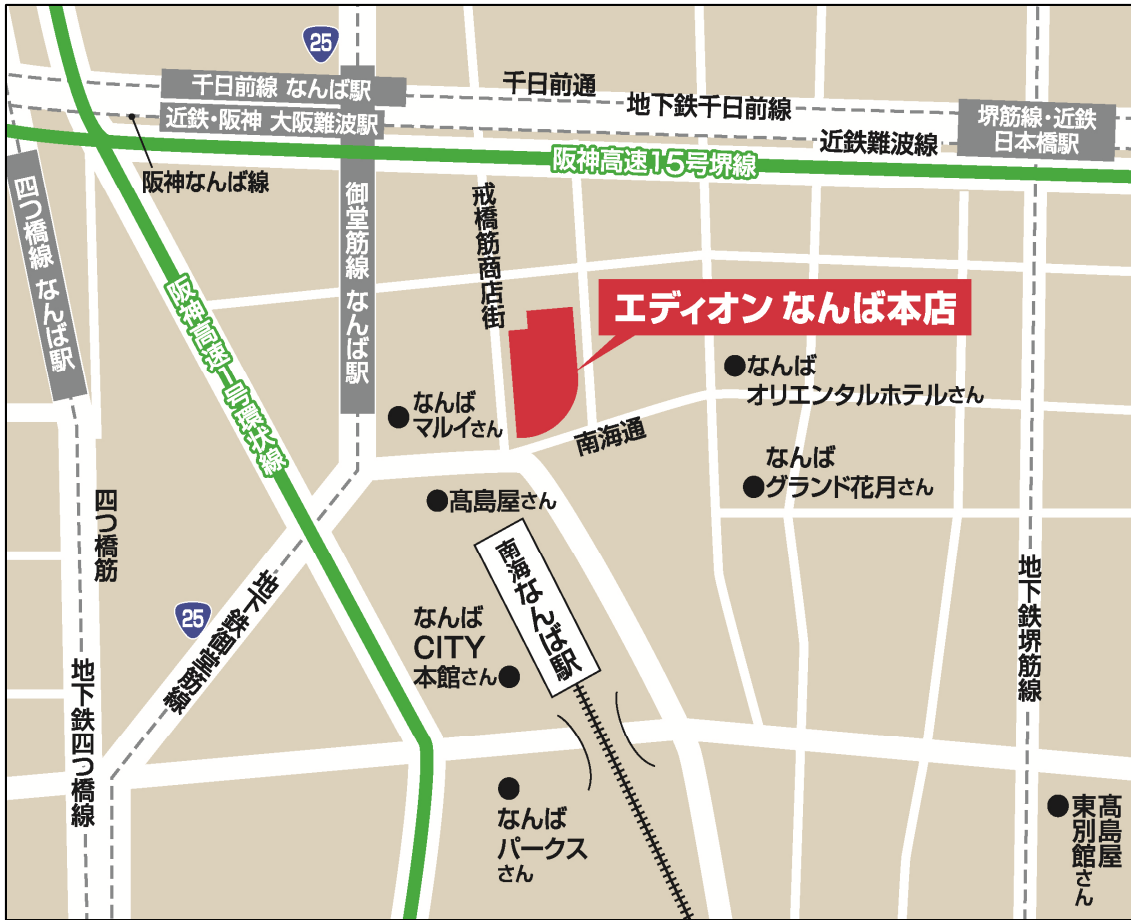 25
千日前線 なんば駅
近鉄・阪神 大阪難波駅
千日前通
地下鉄千日前線
近鉄難波線
堺筋線・近鉄
日本橋駅
阪神高速15号堺線
阪神なんば線
四つ橋線 なんば駅
御堂筋線 なんば駅
戎橋筋商店街
阪神高速1号環状線
エディオン なんば本店
なんば
オリエンタルホテルさん
なんば
マルイさん
南海通
なんば
グランド花月さん
髙島屋さん
四つ橋筋
南海なんば駅
地下鉄御堂筋線
25
なんば
CITY
本館さん
地下鉄堺筋線
地下鉄四つ橋線
なんば
パークス
さん
髙島屋
東別館さん